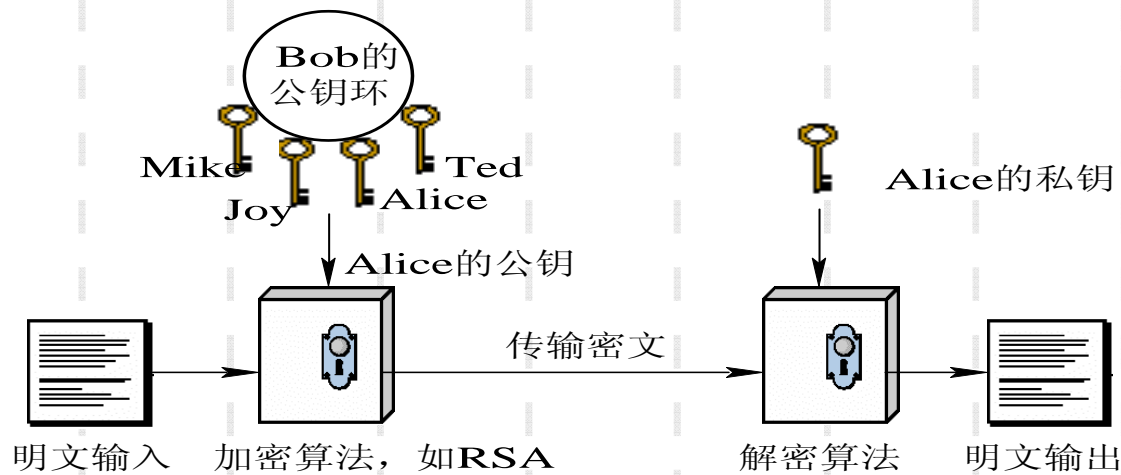 Bob的
公钥环
Mike
Ted
Joy
Alice
Alice的私钥
Alice的公钥
传输密文
明文输入
加密算法，如RSA
解密算法
明文输出